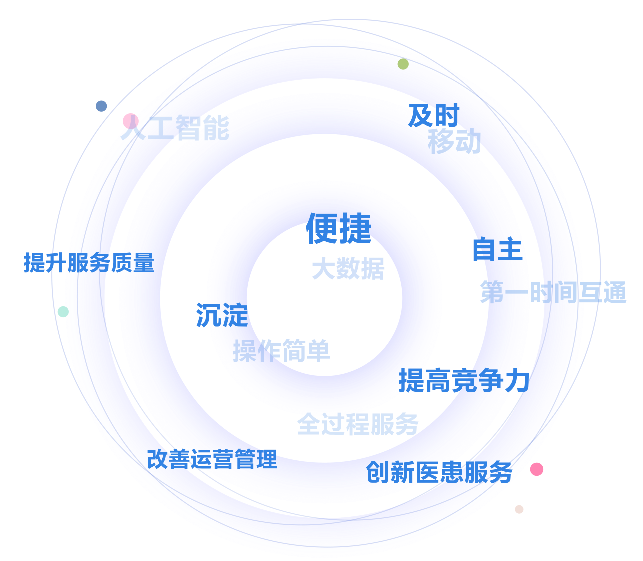 及时
人工智能
移动
便捷
自主
提升服务质量
大数据
第一时间互通
沉淀
操作简单
提高竞争力
全过程服务
改善运营管理
创新医患服务